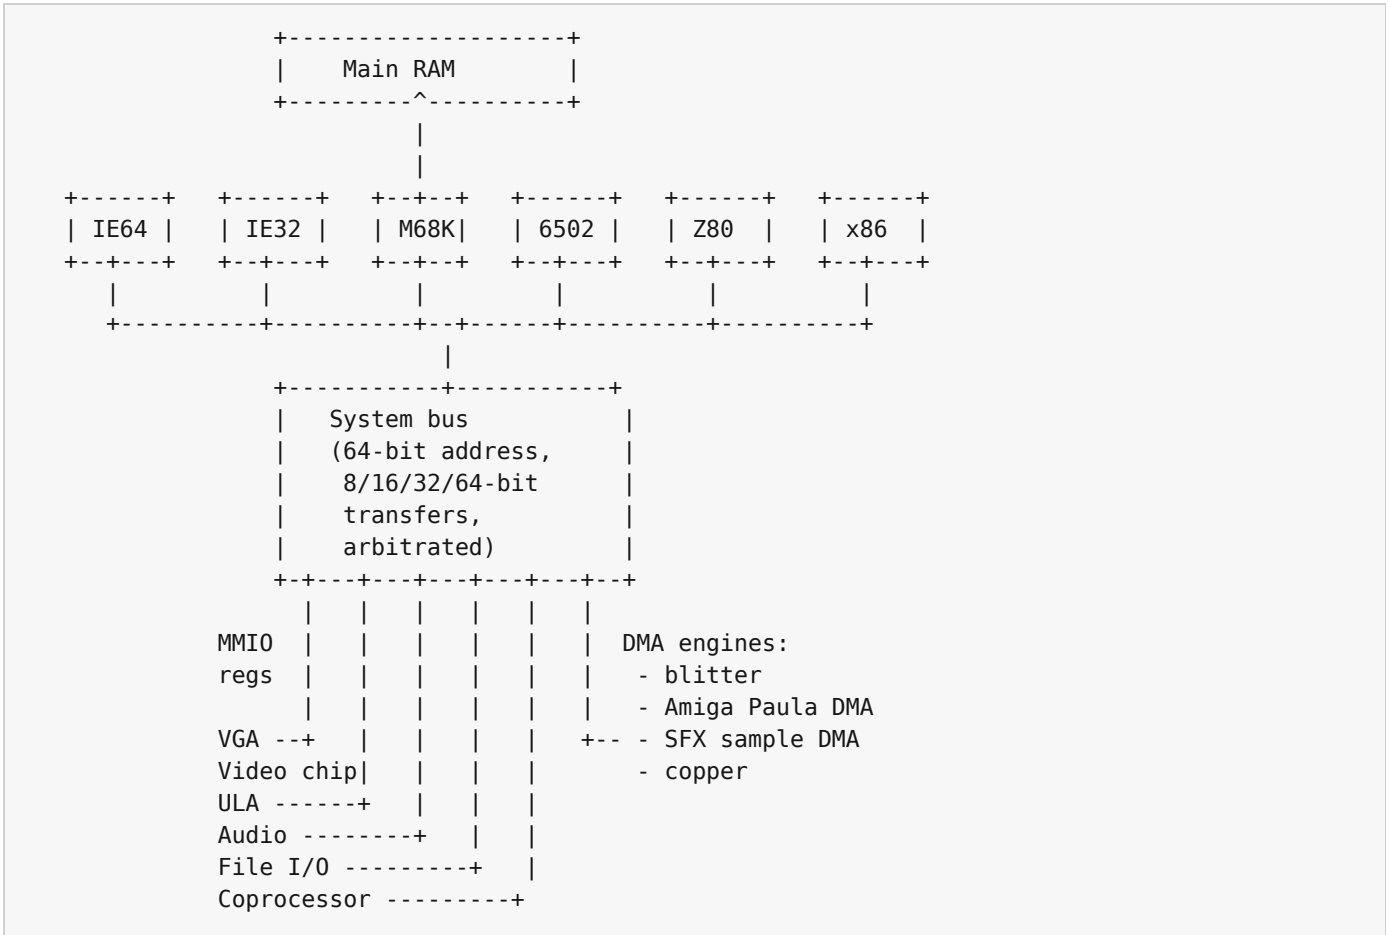 +--------------------+
                   |    Main RAM        |
                   +---------^----------+
                             |
                             |
    +------+   +------+   +--+--+   +------+   +------+   +------+
    | IE64 |   | IE32 |   | M68K|   | 6502 |   | Z80  |   | x86  |
    +--+---+   +--+---+   +--+--+   +--+---+   +--+---+   +--+---+
       |          |          |         |          |          |
       +----------+----------+--+------+----------+----------+
                               |
                   +-----------+-----------+
                   |   System bus           |
                   |   (64-bit address,     |
                   |    8/16/32/64-bit      |
                   |    transfers,          |
                   |    arbitrated)         |
                   +-+---+---+---+---+---+--+
                     |   |   |   |   |   |
               MMIO  |   |   |   |   |   |  DMA engines:
               regs  |   |   |   |   |   |   - blitter
                     |   |   |   |   |   |   - Amiga Paula DMA
               VGA --+   |   |   |   |   +-- - SFX sample DMA
               Video chip|   |   |   |       - copper
               ULA ------+   |   |   |
               Audio --------+   |   |
               File I/O ---------+   |
               Coprocessor ---------+